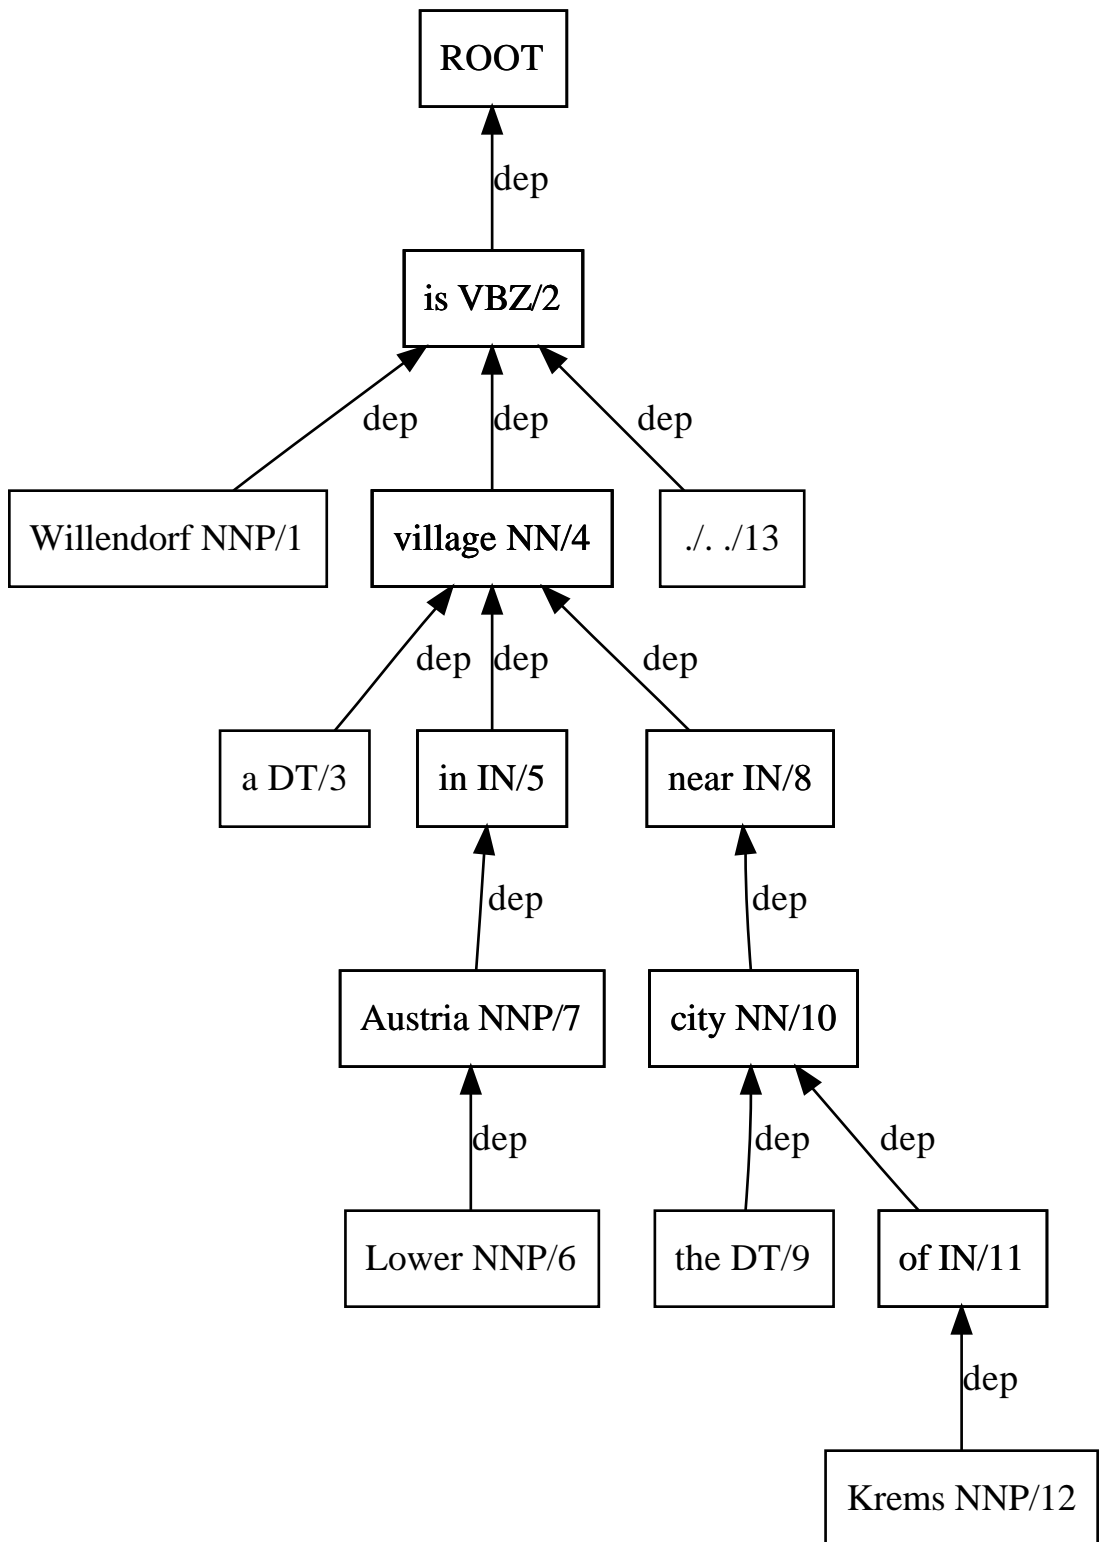 ROOT
dep
is VBZ/2
dep dep dep
Willendorf NNP/1 village NN/4 ./. ./13
dep dep dep
a DT/3 in IN/5 near IN/8
dep dep
Austria NNP/7 city NN/10
dep dep dep
Lower NNP/6 the DT/9 of IN/11
dep
Krems NNP/12